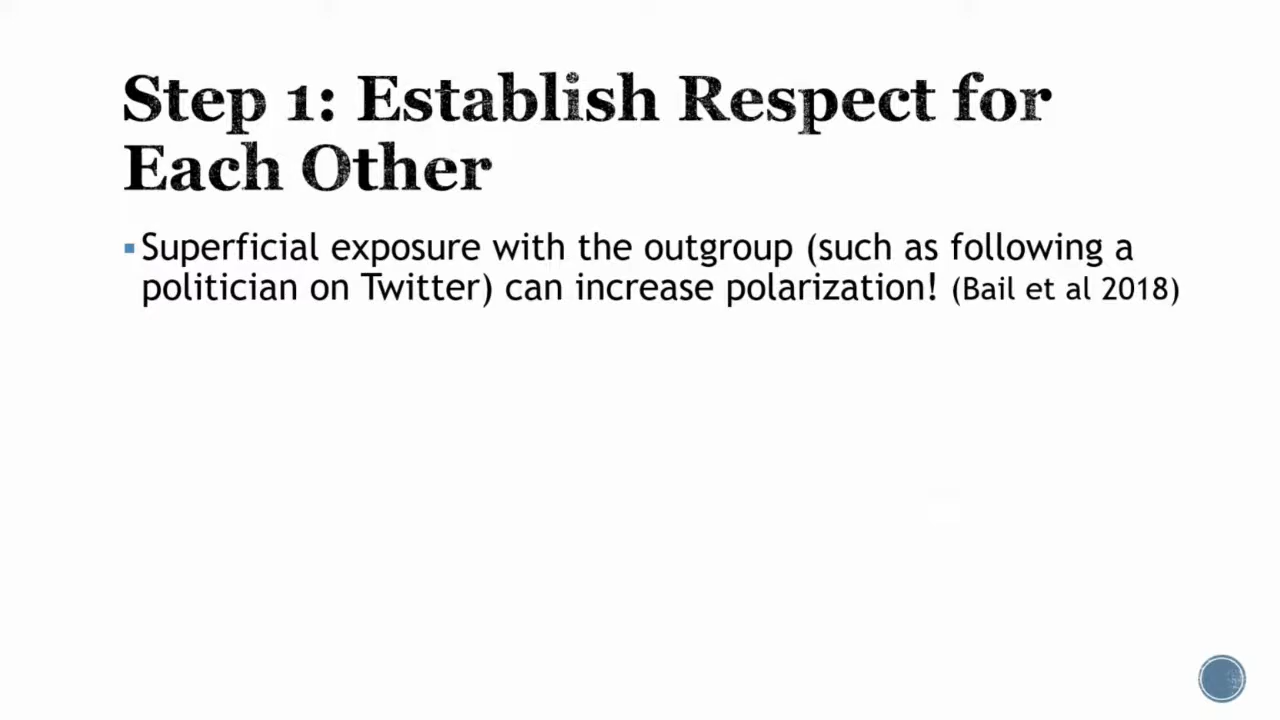 Step 1: Establish Respect for
Each Other
▪Superficial exposure with the outgroup (such as following a
politician on Twitter) can increase polarization! (Bail et al 2018)